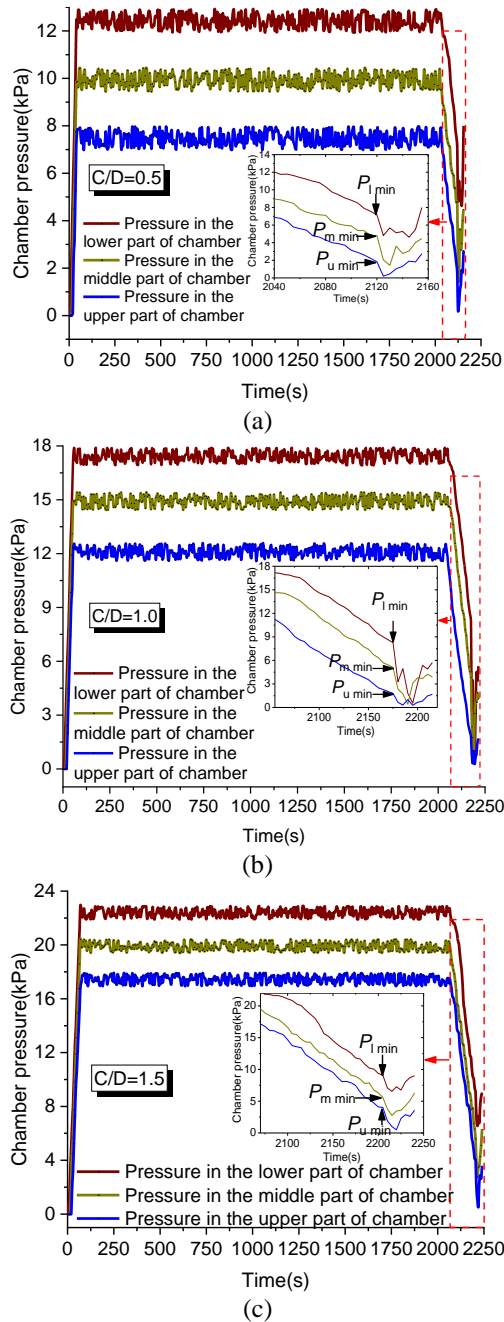 12
10
8
6
4
2
0
Chamber pressure(kPa)
C/D=0.5
Pressure in the
lower part of chamber
Pressure in the
middle part of chamber
Pressure in the
upper part of chamber
14
12
10
8
6
4
2
0
Chamber pressure(kPa)
P l min
P m min
P u min
2040 2080 2120 2160
Time(s)
0 250 500 750 1000 1250 1500 1750 2000 2250
Time(s)
(a)
18
15
12
9
6
3
0
Chamber pressure(kPa)
C/D=1.0
Pressure in the
lower part of chamber
Pressure in the
middle part of chamber
Pressure in the
upper part of chamber
18
15
12
9
6
3
0
Chamber pressure(kPa)
P l min
P m min
P u min
2100 2150 2200
Time(s)
0 250 500 750 1000 1250 1500 1750 2000 2250
Time(s)
(b)
24
20
16
12
8
4
0
Chamber pressure(kPa)
C/D=1.5
20
15
10
5
0
Chamber pressure(kPa)
P l min
P m min
P u min
2100 2150 2200 2250
Time(s)
Pressure in the lower part of chamber
Pressure in the middle part of chamber
Pressure in the upper part of chamber
0 250 500 750 1000 1250 1500 1750 2000 2250
Time(s)
(c)